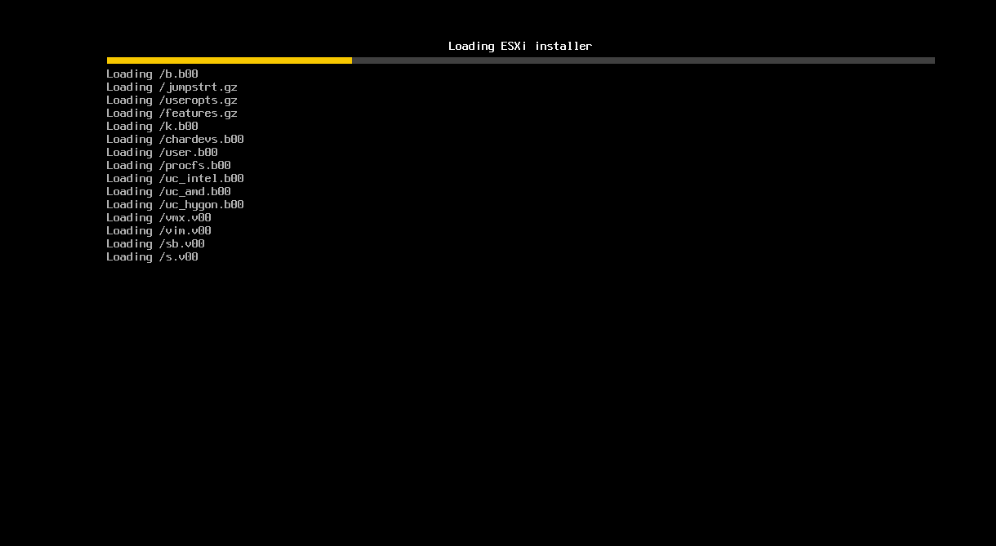 Loading ESXi installer
Loading /b.b00
Loading /jumpstrt.gz
Loading /useropts.gz
Loading /features.gz
Loading /k.b00
Loading /chardevs.b00
Loading /user.b00
Loading /procfs.b00
Loading /uc_intel.b00
Loading /uc_amd.b00
Loading /uc_hygon.b00
Loading /vmx.v00
Loading /vim.v00
Loading /sb.v00
Loading /s.v00